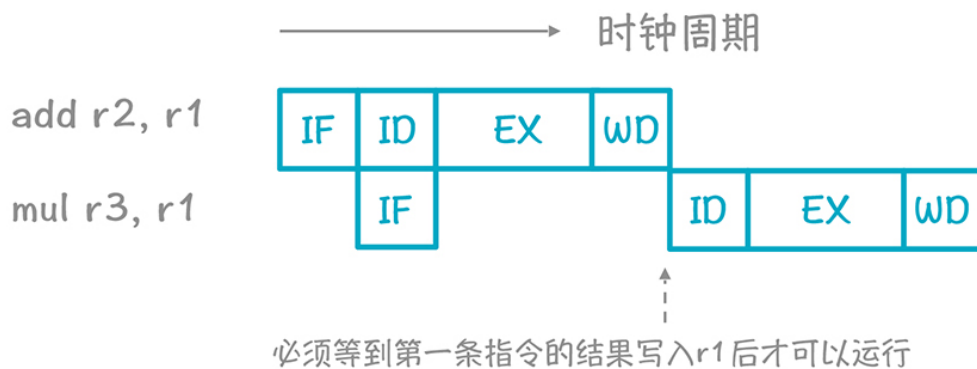 时钟周期
add r2, r1 IF ID EX WD
mul r3, r1 IF ID EX WD
必须等到第一条指令的结果写入r1后才可以运行